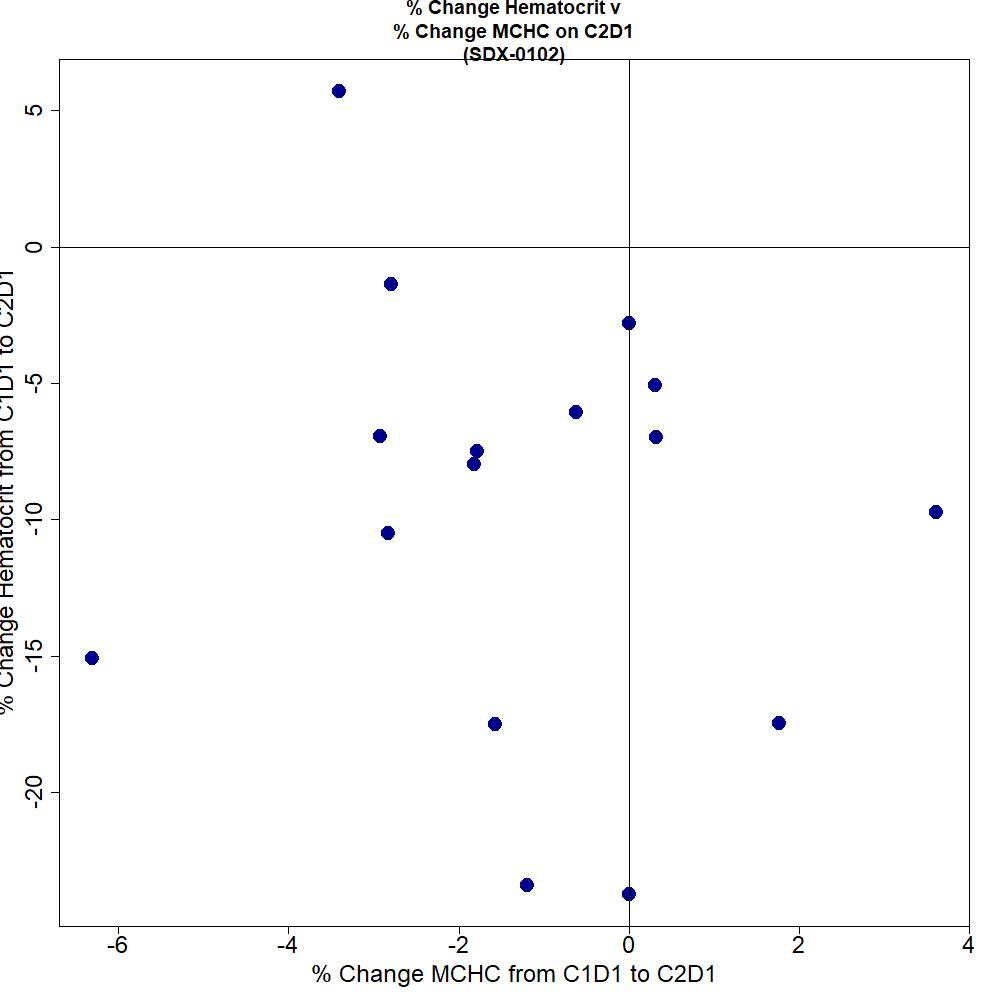 % Change Hematocrit v
% Change MCHC on C2D1
(SDX-0102)
% Change Hematocrit from C1D1 to C2D1
5
0
-5
-10
-15
-20
-6
-4
-2
0
2
4
% Change MCHC from C1D1 to C2D1